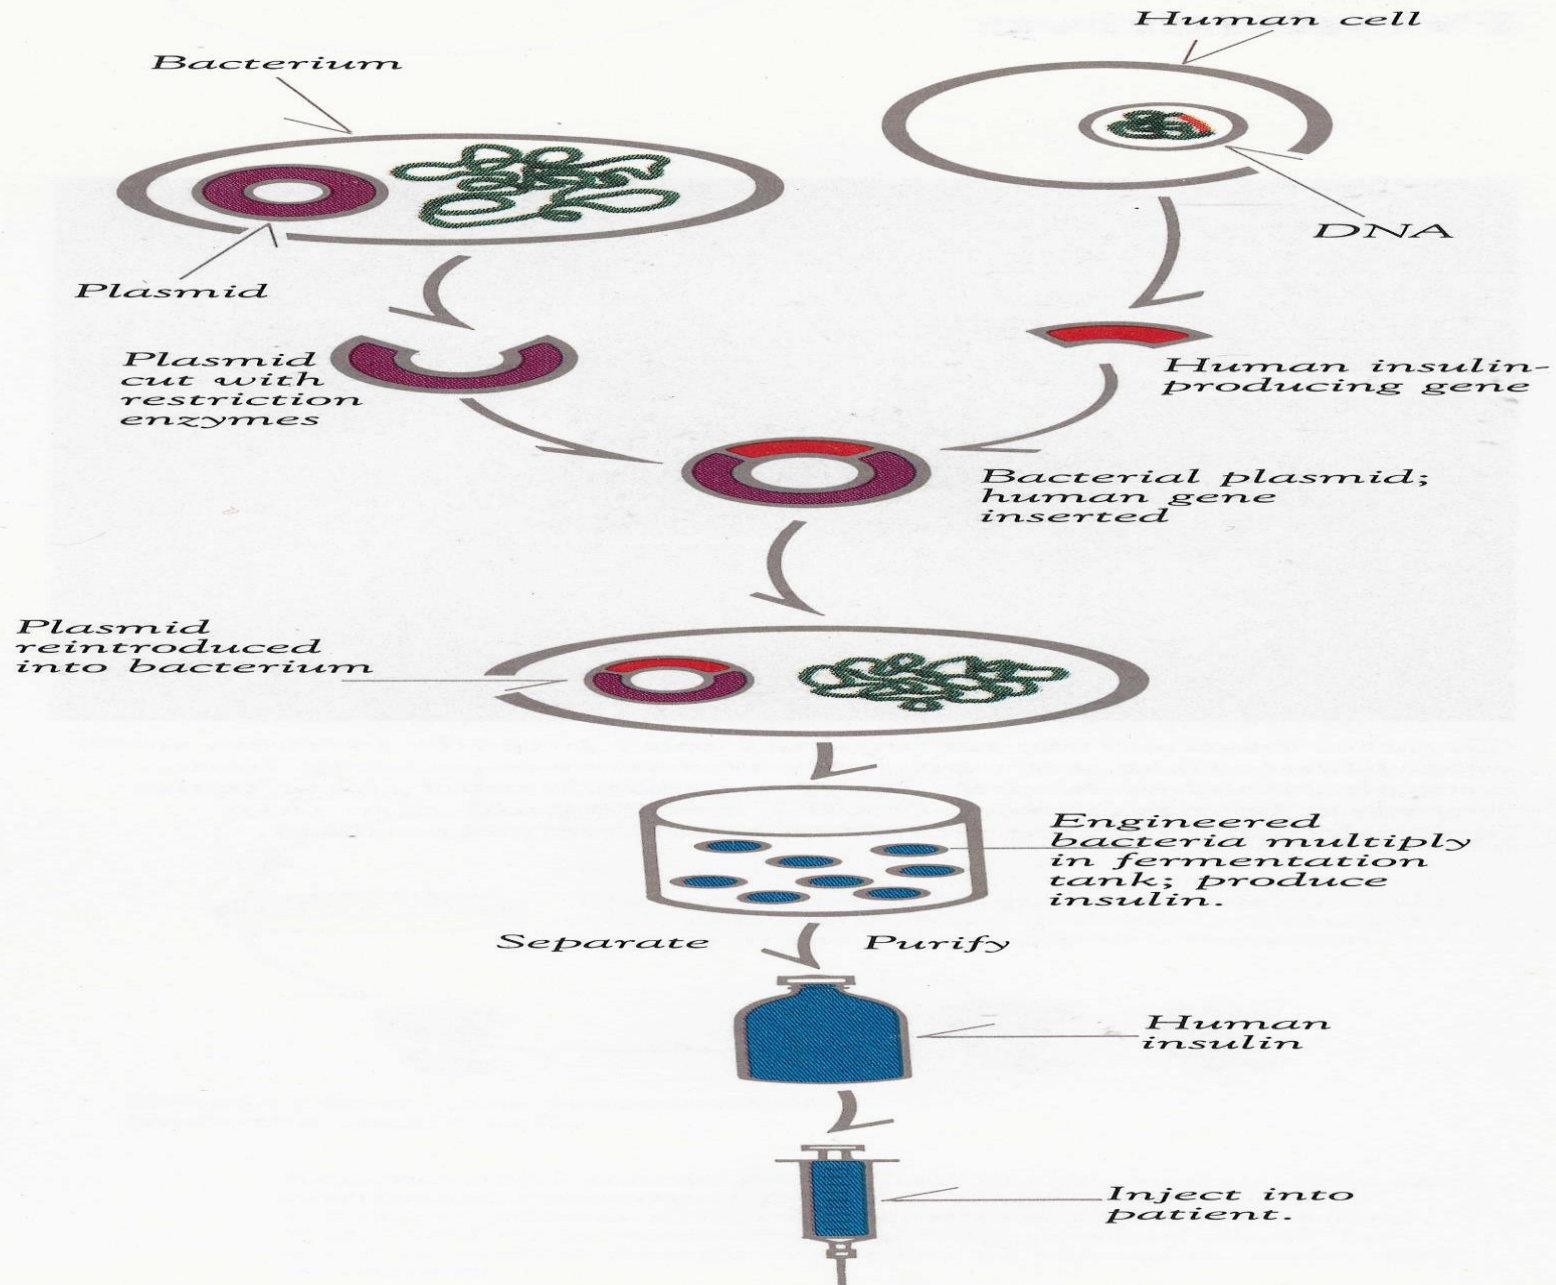 Human cell
Bacterium
DNA
Plasmid
Plasmid
cut with
restriction
enzymes
Human insulin-
producing gene
Bacterial plasmid;
human gene
inserted
Plasmid
reintroduced
into bacterium
Engineered
bacteria multiply
in fermentation
tank; produce
insulin.
Separate Purify
Human
insulin
Inject into
patient.